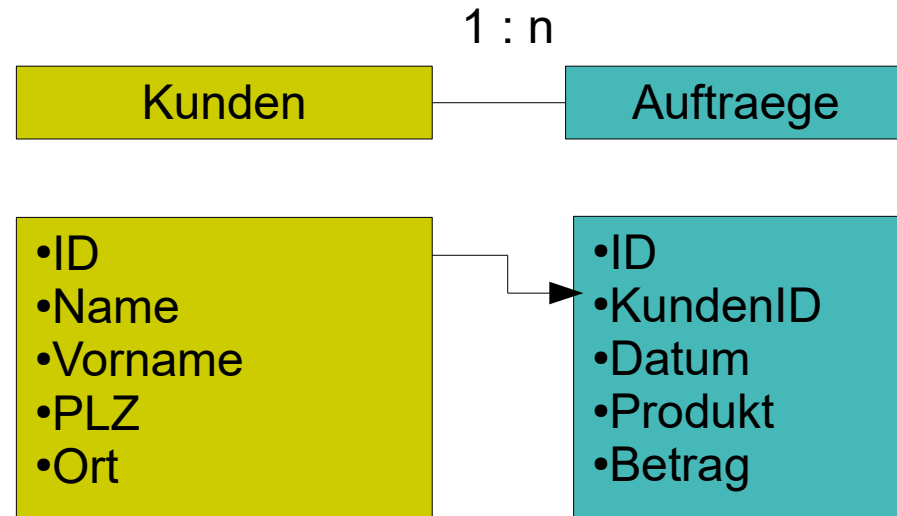 1 : n
Kunden
Auftraege
•ID
•Name
•Vorname
•PLZ
•Ort
•ID
•KundenID
•Datum
•Produkt
•Betrag